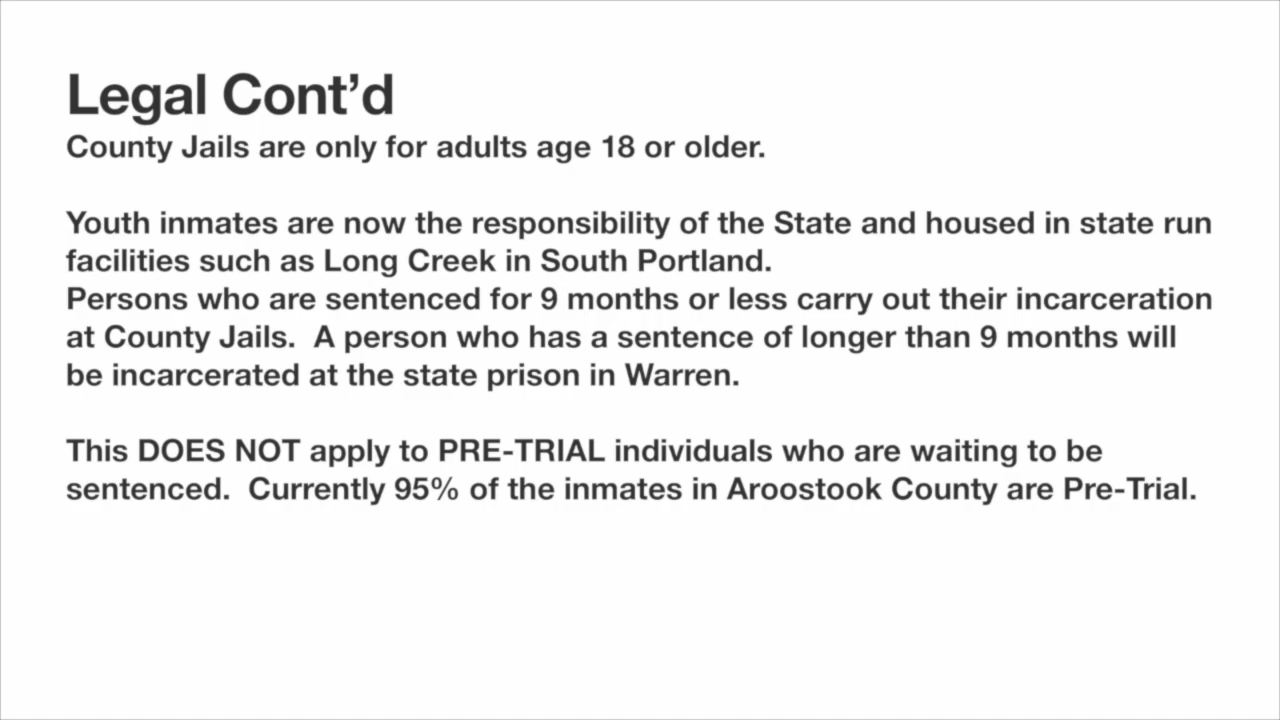 Legal Cont’d
County Jails are only for adults age 18 or older.
Youth inmates are now the responsibility of the State and housed in state run
facilities such as Long Creek in South Portland.
Persons who are sentenced for 9 months or less carry out their incarceration
at County Jails.  A person who has a sentence of longer than 9 months will
be incarcerated at the state prison in Warren.
This DOES NOT apply to PRE-TRIAL individuals who are waiting to be
sentenced.  Currently 95% of the inmates in Aroostook County are Pre-Trial.